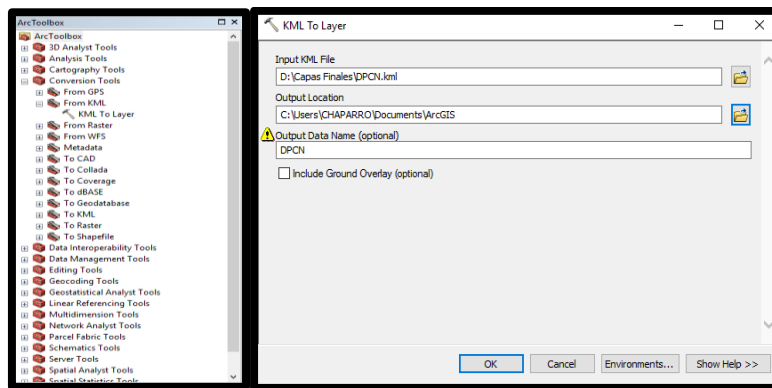 ArcToolbox
ArcToolbox
3D Analyst Tools
Analysis Tools
Cartography Tools
Conversion Tools
From GPS
From KML
KML To Layer
From Raster
From WFS
Metadata
To CAD
To Collada
To Coverage
To dBASE
To Geodatabase
To KML
To Raster
To Shapefile
Data Interoperability Tools
Data Management Tools
Editing Tools
Geocoding Tools
Geostatistical Analyst Tools
Linear Referencing Tools
Multidimension Tools
Network Analyst Tools
Parcel Fabric Tools
Schematics Tools
Server Tools
Spatial Analyst Tools
Spatial Statistics Tools
KML To Layer
Input KML File
D:\Capas Finales\DPCN.kml
Output Location
C:\Users\CHAPARRO\Documents\ArcGIS
Output Data Name (optional)
DPCN
Include Ground Overlay (optional)
OK
Cancel
Environments...
Show Help >>